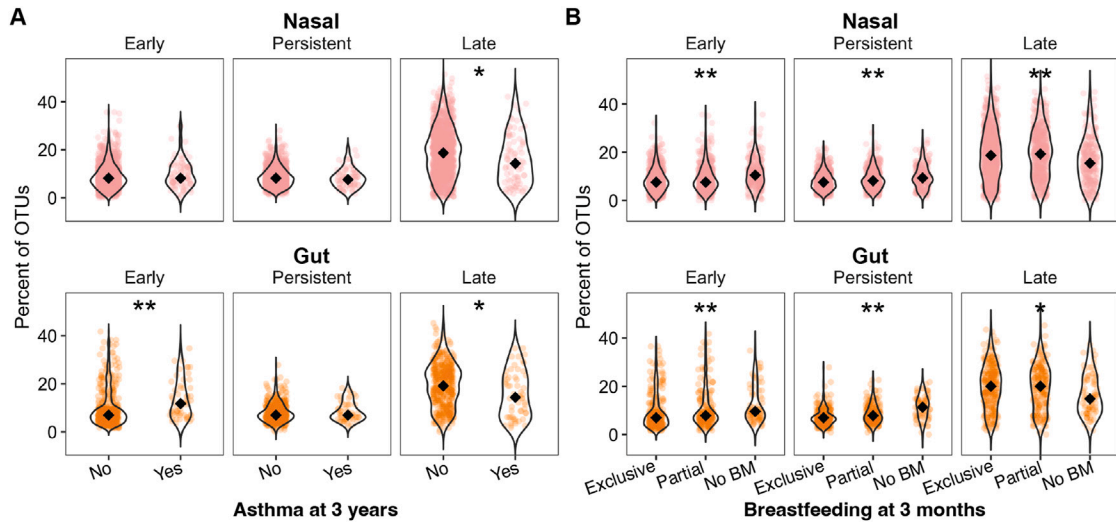 A
Nasal
Early Persistent Late
*
40
20
0
Percent of OTUs
Gut
Early Persistent Late
** *
40
20
0
No Yes No Yes No Yes
Asthma at 3 years
B
Nasal
Early Persistent Late
** ** **
40
20
0
Percent of OTUs
Gut
Early Persistent Late
** ** *
40
20
0
Exclusive Partial No BM Exclusive Partial No BM Exclusive Partial No BM
Breastfeeding at 3 months